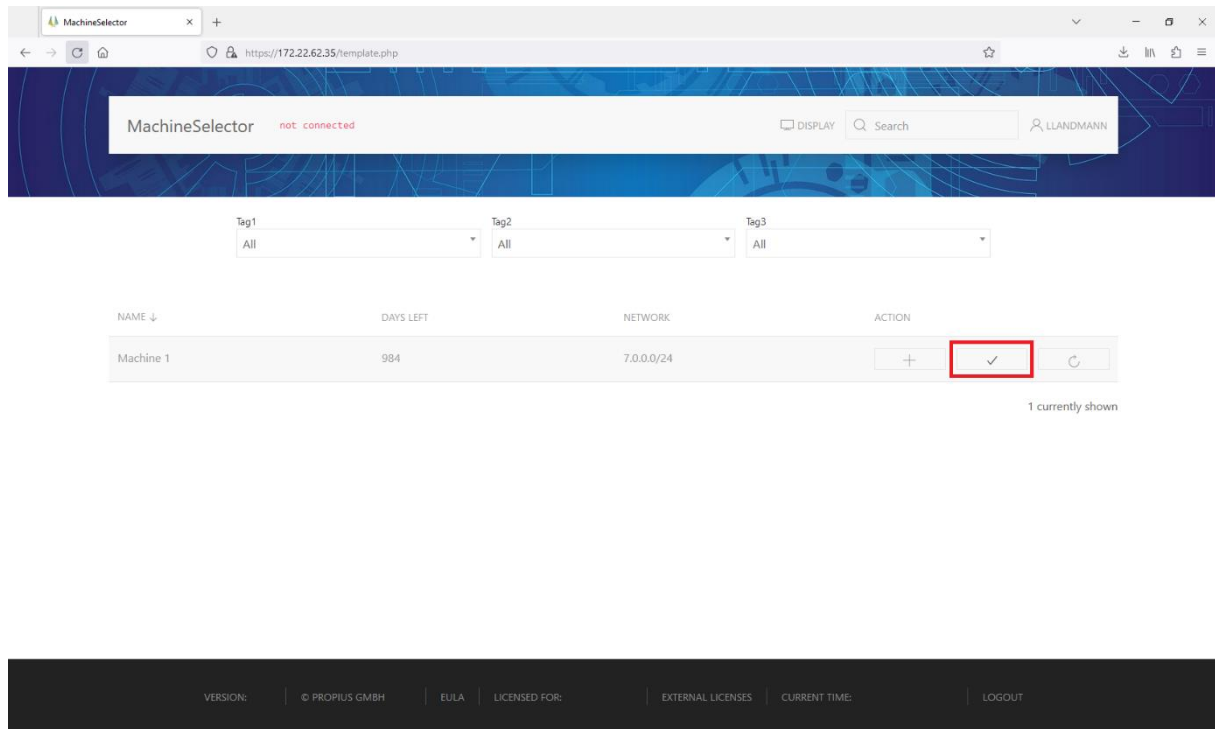 MachineSelector
https://172.22.62.35/template.php
MachineSelector not connected DISPLAY Search LLANDMANN
Tag1 Tag2 Tag3
All All All
NAME DAYS LEFT NETWORK ACTION
Machine 1 984 7.0.0.0/24
1 currently shown
VERSION: © PROPIUS GMBH EULA LICENSED FOR: EXTERNAL LICENSES CURRENT TIME: LOGOUT